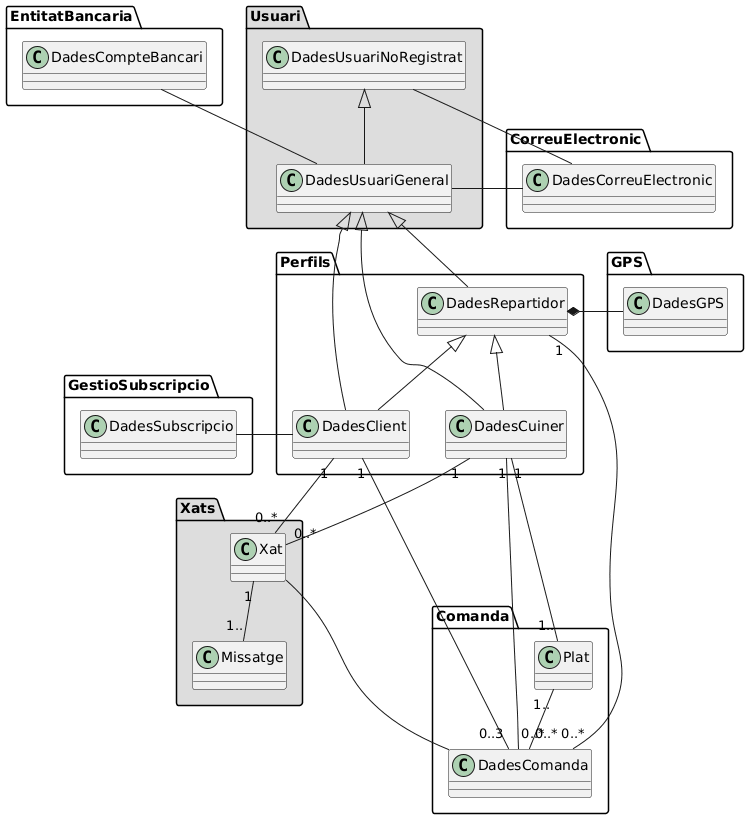 EntitatBancaria
Usuari
C DadesCompteBancari
C DadesUsuariNoRegistrat
CorreuElectronic
C DadesUsuariGeneral
C DadesCorreuElectronic
Perfils
GPS
C DadesRepartidor
C DadesGPS
1
GestioSubscripcio
C DadesSubscripcio
C DadesClient
C DadesCuiner
1 1 1 1 1
Xats
0..*
0..*
C Xat
1
Comanda
1..
1..
C Missatge
C Plat
1..
0..3 0..* 0..* 0..*
C DadesComanda